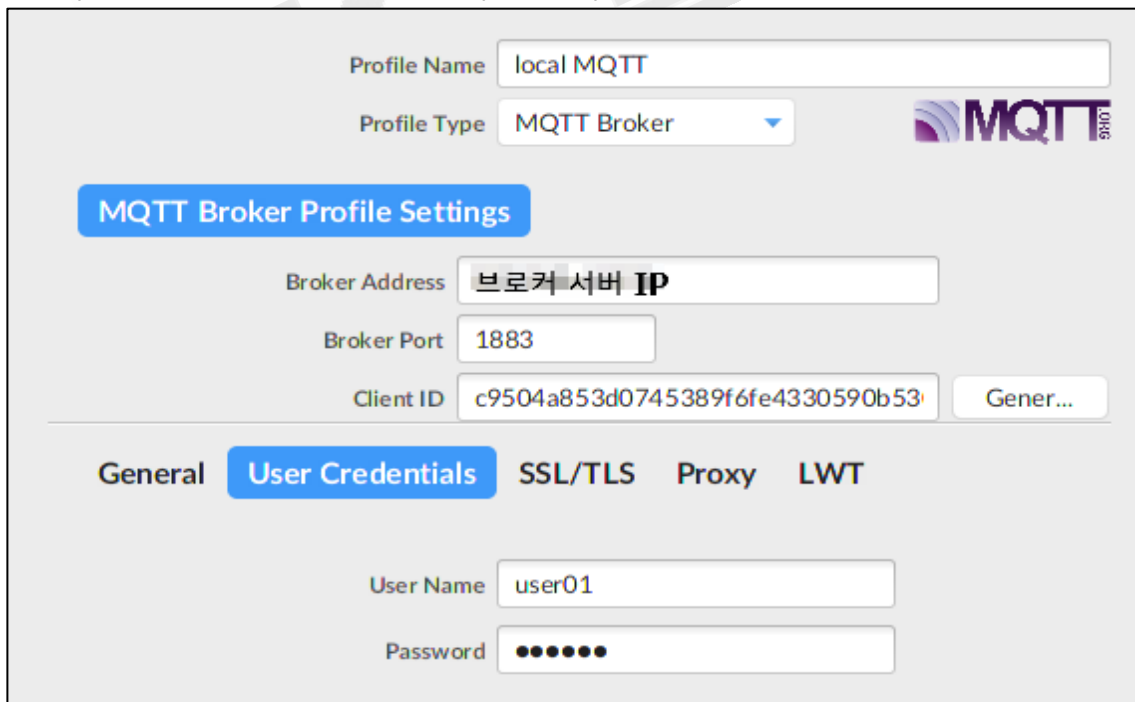 Profile Name local MQTT
Profile Type MQTT Broker
MQTT.ORG
MQTT Broker Profile Settings
Broker Address 브로커 서버 IP
Broker Port 1883
Client ID c9504a853d0745389f6fe4330590b53 Gener...
General User Credentials SSL/TLS Proxy LWT
User Name user01
Password ●●●●●●